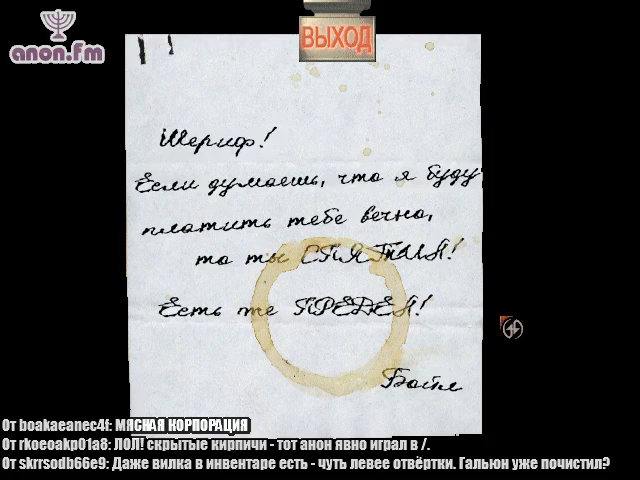 anon.fm
ВЫХОД
Шериф!
Если думаешь, что я буду
платить тебе вечно,
то ты СПЯТИЛ!
Есть же ПРЕДЕЛ!
Бойл
От boakaeanec4f: МЯСНАЯ КОРПОРАЦИЯ
От rkoeoakp01a8: ЛОЛ! скрытые кирпичи - тот анон явно играл в /.
От skrrsodb66e9: Даже вилка в инвентаре есть - чуть левее отвёртки. Гальюн уже почистил?